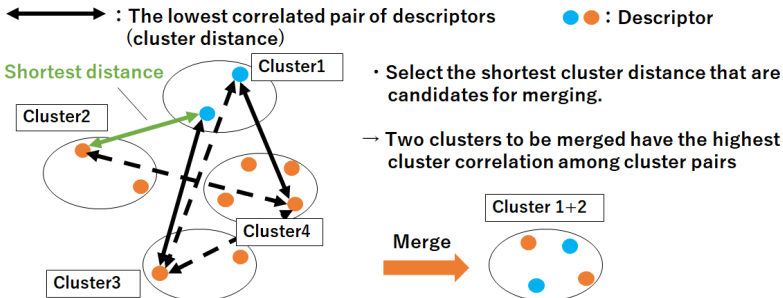 : The lowest correlated pair of descriptors
(cluster distance)
: Descriptor
Shortest distance
Cluster1
Cluster2
Cluster4
Cluster3
・Select the shortest cluster distance that are
candidates for merging.
→ Two clusters to be merged have the highest
cluster correlation among cluster pairs
Cluster 1+2
Merge